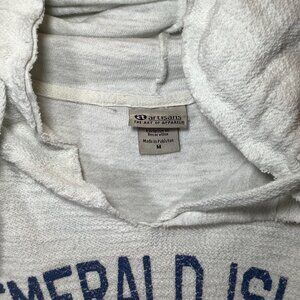 artisans
THE ART OF APPAREL
Made in Pakistan
M
EMERALD ISL